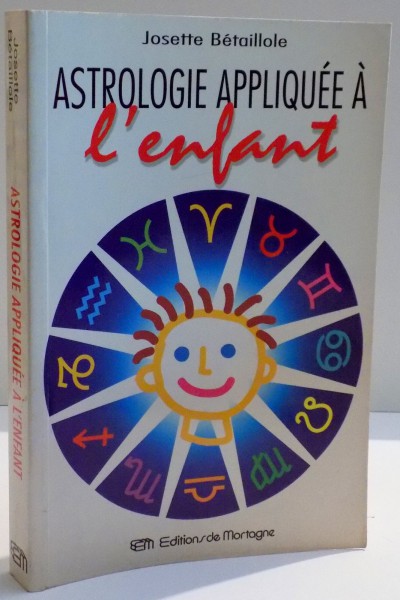 Josette Bétaillole
ASTROLOGIE APPLIQUÉE À
l'enfant
Editions de Mortagne
Josette
Bétaillole
ASTROLOGIE APPLIQUÉE À L'ENFANT